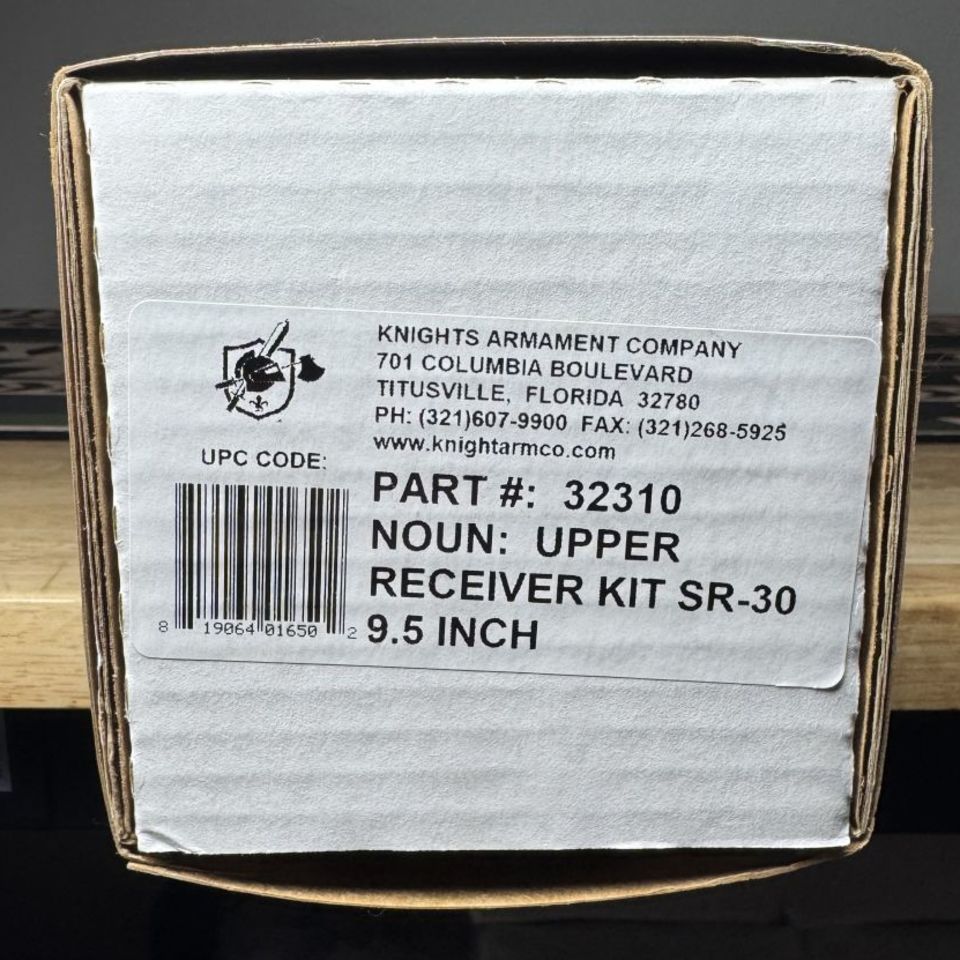 KNIGHTS ARMAMENT COMPANY
701 COLUMBIA BOULEVARD
TITUSVILLE, FLORIDA 32780
PH: (321)607-9900 FAX: (321)268-5925
www.knightarmco.com
UPC CODE:
8 19064 01650 2
PART #: 32310
NOUN: UPPER
RECEIVER KIT SR-30
9.5 INCH